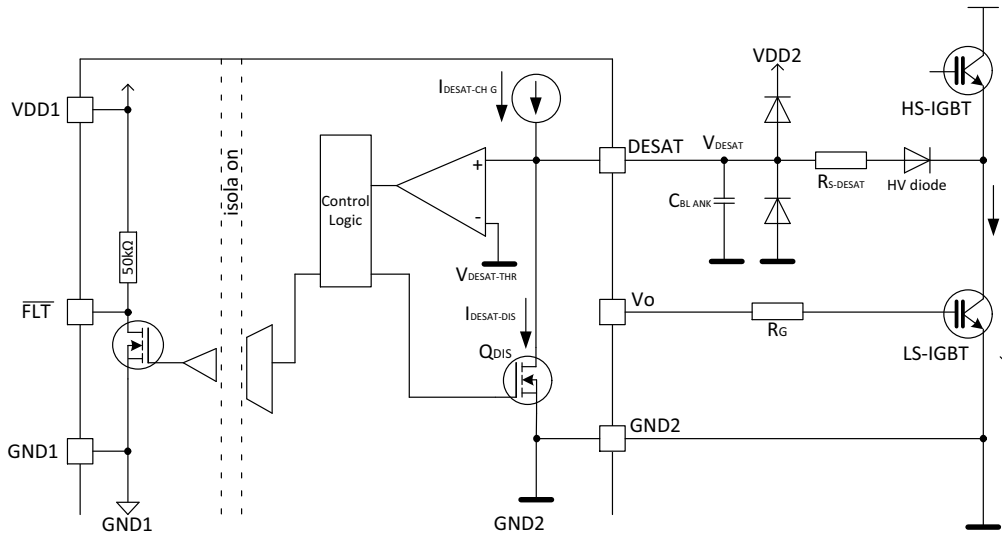 VDD1
50kΩ
FLT
GND1
GND1
isola on
Control
Logic
IDESAT-CH G
+
-
VDESAT-THR
IDESAT-DIS
QDIS
GND2
DESAT
VDESAT
VDD2
CBL ANK
RS-DESAT
HV diode
HS-IGBT
Vo
RG
LS-IGBT
GND2